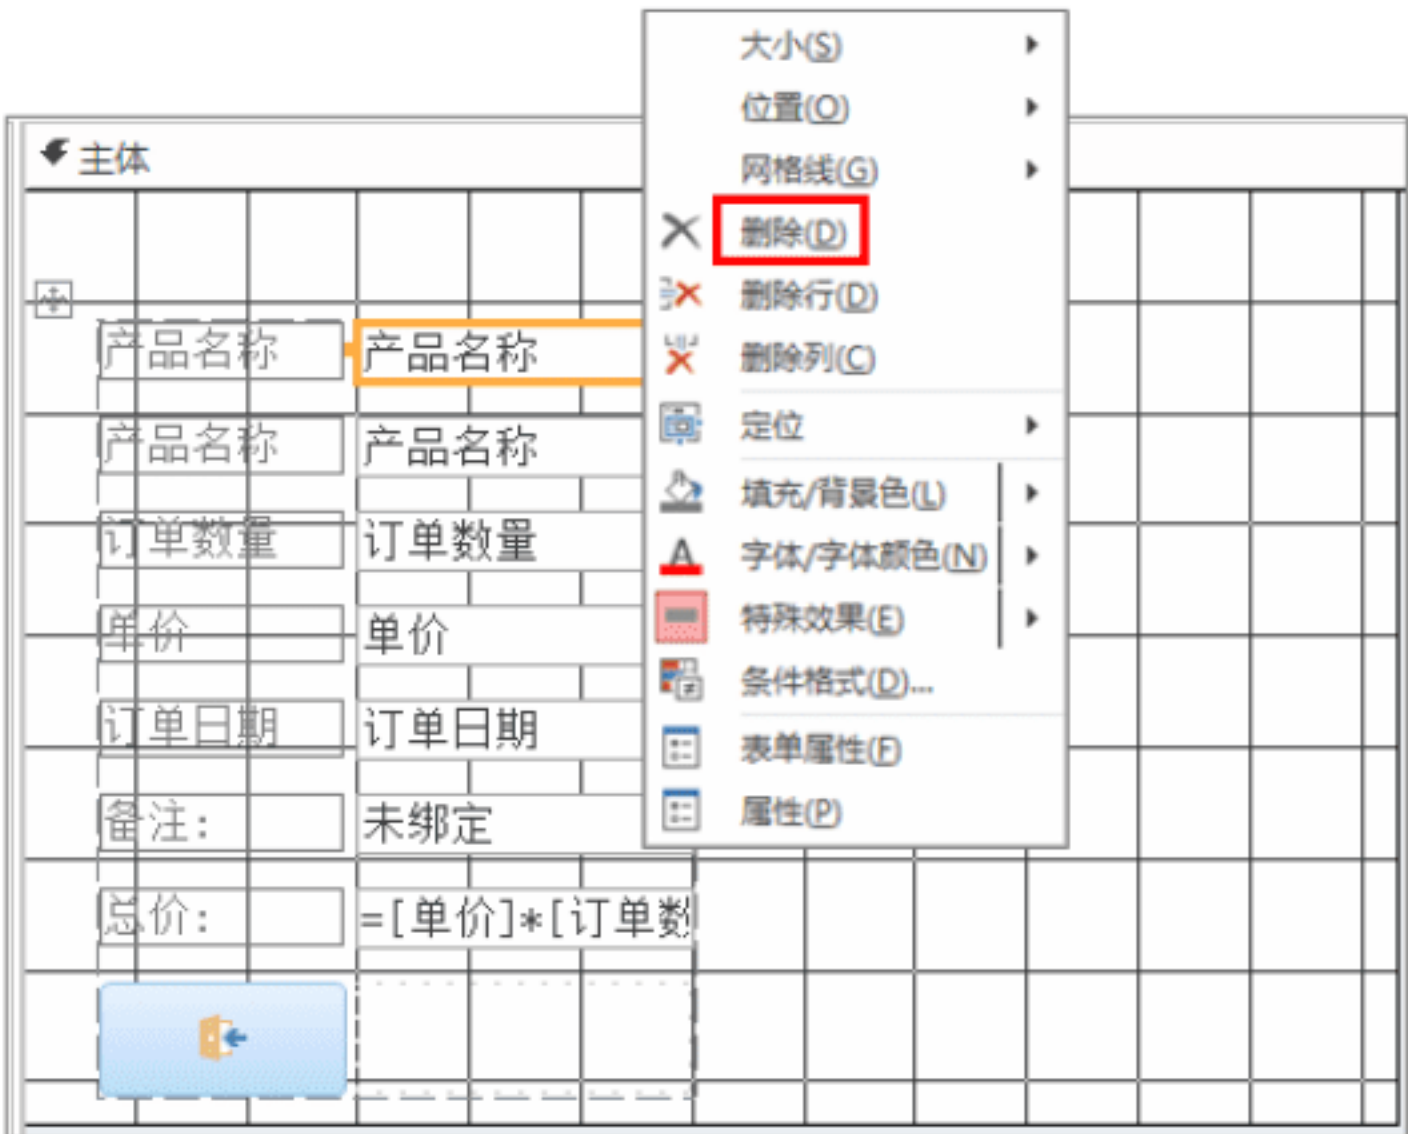 大小(S)
位置(O)
网格线(G)
删除(D)
删除行(D)
删除列(C)
定位
填充/背景色(L)
字体/字体颜色(N)
特殊效果(E)
条件格式(D)...
表单属性(F)
属性(P)
主体
产品名称 产品名称
产品名称 产品名称
订单数量 订单数量
单价 单价
订单日期 订单日期
备注: 未绑定
总价: =[单价]*[订单数